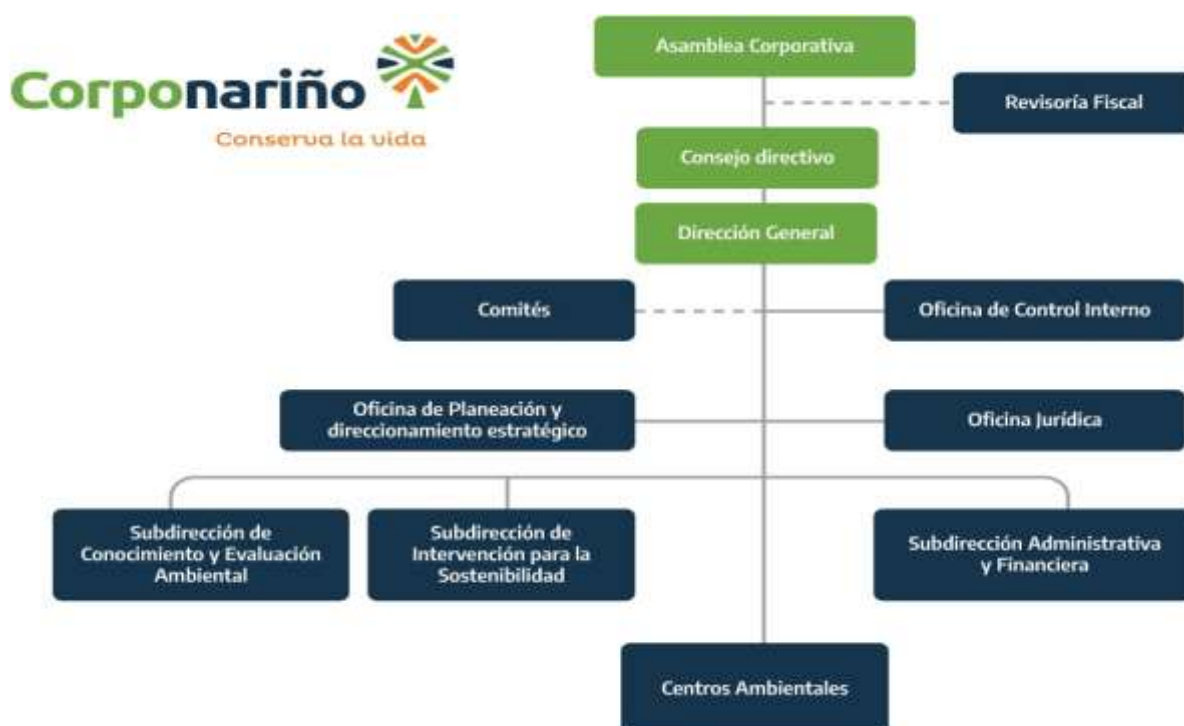 Corponariño
Conserva la vida
Asamblea Corporativa
Revisoría Fiscal
Consejo directivo
Dirección General
Comités
Oficina de Control Interno
Oficina de Planeación y
direccionamiento estratégico
Oficina Jurídica
Subdirección de
Conocimiento y Evaluación
Ambiental
Subdirección de
Intervención para la
Sostenibilidad
Subdirección Administrativa
y Financiera
Centros Ambientales